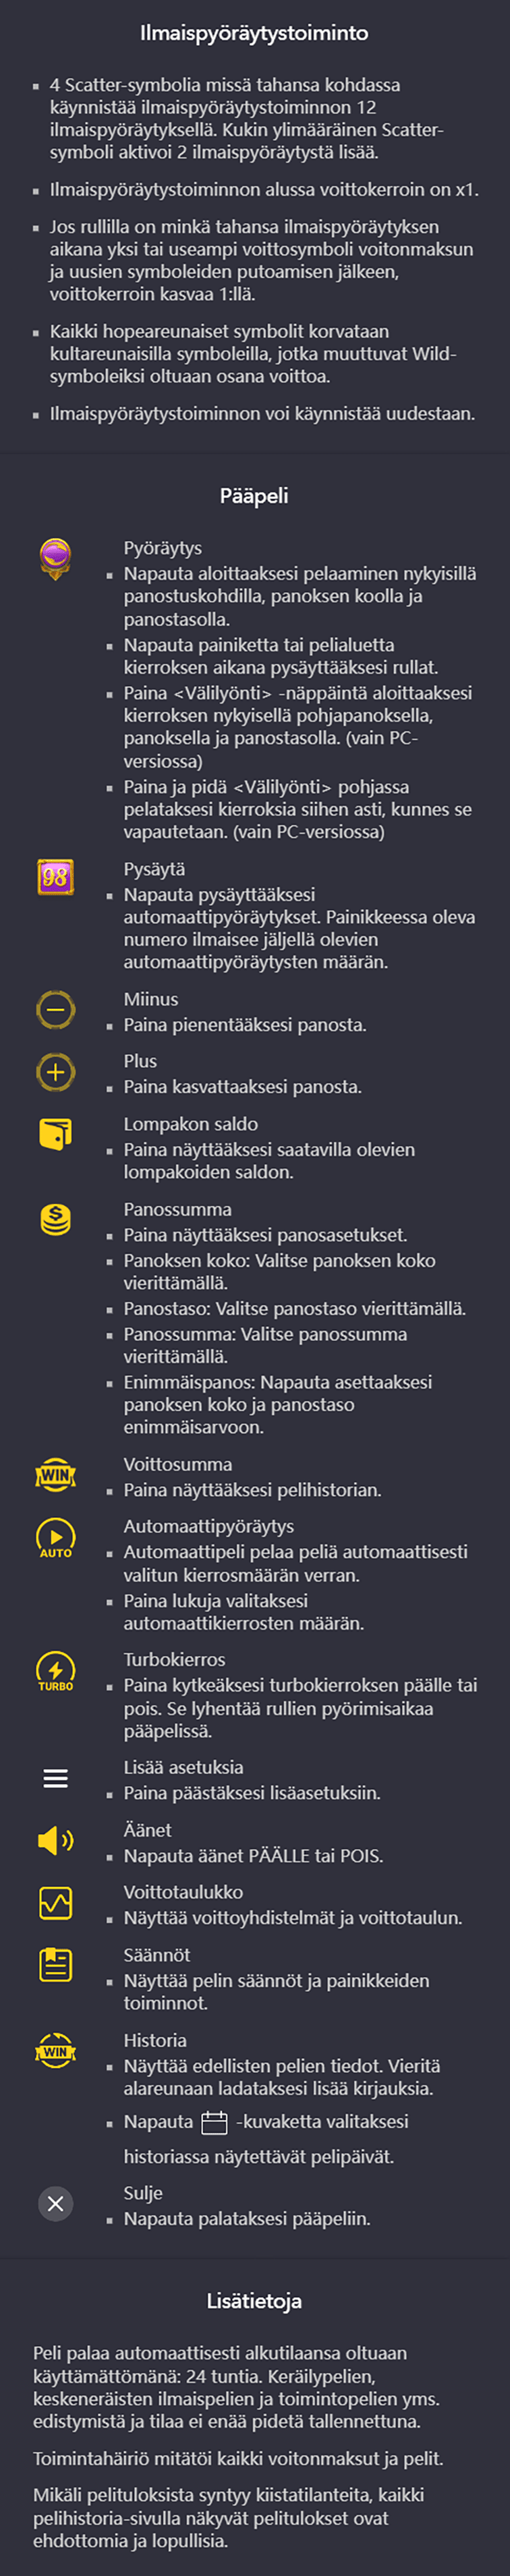 Ilmaispyöräytystoiminto
▪ 4 Scatter-symbolia missä tahansa kohdassa
käynnistää ilmaispyöräytystoiminnon 12
ilmaispyöräytyksellä. Kukin ylimääräinen Scatter-
symboli aktivoi 2 ilmaispyöräytystä lisää.
▪ Ilmaispyöräytystoiminnon alussa voittokerroin on x1.
▪ Jos rullilla on minkä tahansa ilmaispyöräytyksen
aikana yksi tai useampi voittosymboli voitonmaksun
ja uusien symboleiden putoamisen jälkeen,
voittokerroin kasvaa 1:llä.
▪ Kaikki hopeareunaiset symbolit korvataan
kultareunaisilla symboleilla, jotka muuttuvat Wild-
symboleiksi oltuaan osana voittoa.
▪ Ilmaispyöräytystoiminnon voi käynnistää uudestaan.
Pääpeli
Pyöräytys
▪ Napauta aloittaaksesi pelaaminen nykyisillä
panostuskohdilla, panoksen koolla ja
panostasolla.
▪ Napauta painiketta tai pelialuetta
kierroksen aikana pysäyttääksesi rullat.
▪ Paina <Välilyönti> -näppäintä aloittaaksesi
kierroksen nykyisellä pohjapanoksella,
panoksella ja panostasolla. (vain PC-
versiossa)
▪ Paina ja pidä <Välilyönti> pohjassa
pelataksesi kierroksia siihen asti, kunnes se
vapautetaan. (vain PC-versiossa)
98
Pysäytä
▪ Napauta pysäyttääksesi
automaattipyöräytykset. Painikkeessa oleva
numero ilmaisee jäljellä olevien
automaattipyöräytysten määrän.
Miinus
▪ Paina pienentääksesi panosta.
Plus
▪ Paina kasvattaaksesi panosta.
Lompakon saldo
▪ Paina näyttääksesi saatavilla olevien
lompakoiden saldon.
Panossumma
▪ Paina näyttääksesi panosasetukset.
▪ Panoksen koko: Valitse panoksen koko
vierittämällä.
▪ Panostaso: Valitse panostaso vierittämällä.
▪ Panossumma: Valitse panossumma
vierittämällä.
▪ Enimmäispanos: Napauta asettaaksesi
panoksen koko ja panostaso
enimmäisarvoon.
WIN
Voittosumma
▪ Paina näyttääksesi pelihistorian.
AUTO
Automaattipyöräytys
▪ Automaattipeli pelaa peliä automaattisesti
valitun kierrosmäärän verran.
▪ Paina lukuja valitaksesi
automaattikierrosten määrän.
TURBO
Turbokierros
▪ Paina kytkeäksesi turbokierroksen päälle tai
pois. Se lyhentää rullien pyörimisaikaa
pääpelissä.
Lisää asetuksia
▪ Paina päästäksesi lisäasetuksiin.
Äänet
▪ Napauta äänet PÄÄLLE tai POIS.
Voittotaulukko
▪ Näyttää voittoyhdistelmät ja voittotaulun.
Säännöt
▪ Näyttää pelin säännöt ja painikkeiden
toiminnot.
WIN
Historia
▪ Näyttää edellisten pelien tiedot. Vieritä
alareunaan ladataksesi lisää kirjauksia.
▪ Napauta -kuvaketta valitaksesi
historiassa näytettävät pelipäivät.
Sulje
▪ Napauta palataksesi pääpeliin.
Lisätietoja
Peli palaa automaattisesti alkutilaansa oltuaan
käyttämättömänä: 24 tuntia. Keräilypelien,
keskeneräisten ilmaispelien ja toimintopelien yms.
edistymistä ja tilaa ei enää pidetä tallennettuna.
Toimintahäiriö mitätöi kaikki voitonmaksut ja pelit.
Mikäli pelituloksista syntyy kiistatilanteita, kaikki
pelihistoria-sivulla näkyvät pelitulokset ovat
ehdottomia ja lopullisia.